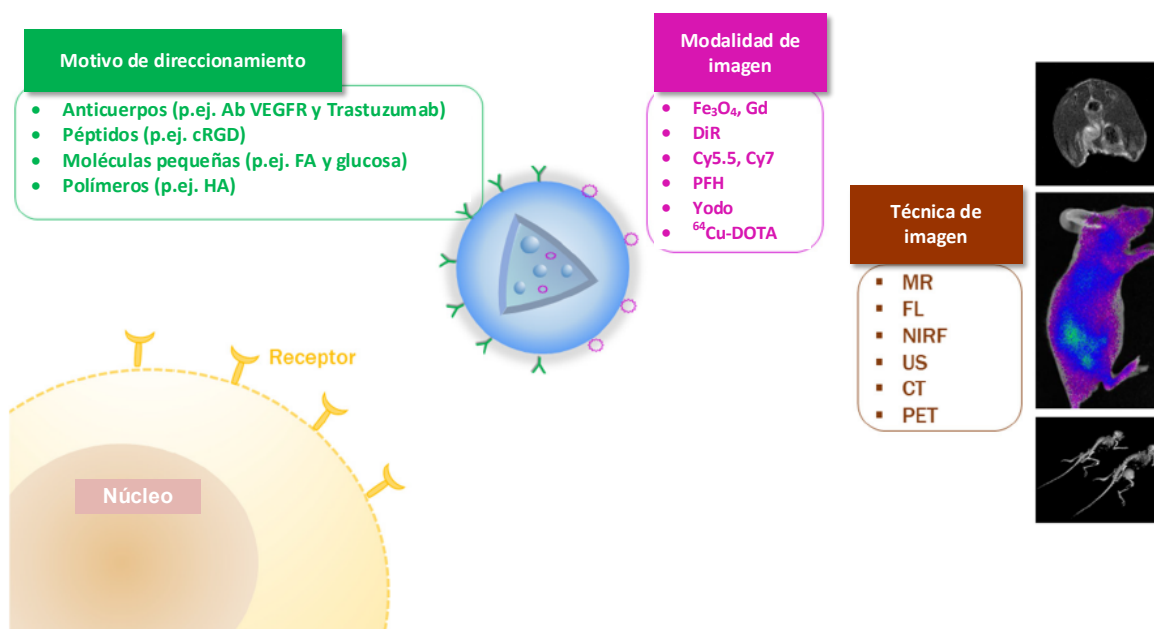 Motivo de direccionamiento
• Anticuerpos (p.ej. Ab VEGFR y Trastuzumab)
• Péptidos (p.ej. cRGD)
• Moléculas pequeñas (p.ej. FA y glucosa)
• Polímeros (p.ej. HA)
Modalidad de
imagen
• Fe₃O₄, Gd
• DiR
• Cy5.5, Cy7
• PFH
• Yodo
• ⁶⁴Cu-DOTA
Técnica de
imagen
▪ MR
▪ FL
▪ NIRF
▪ US
▪ CT
▪ PET
Receptor
Núcleo